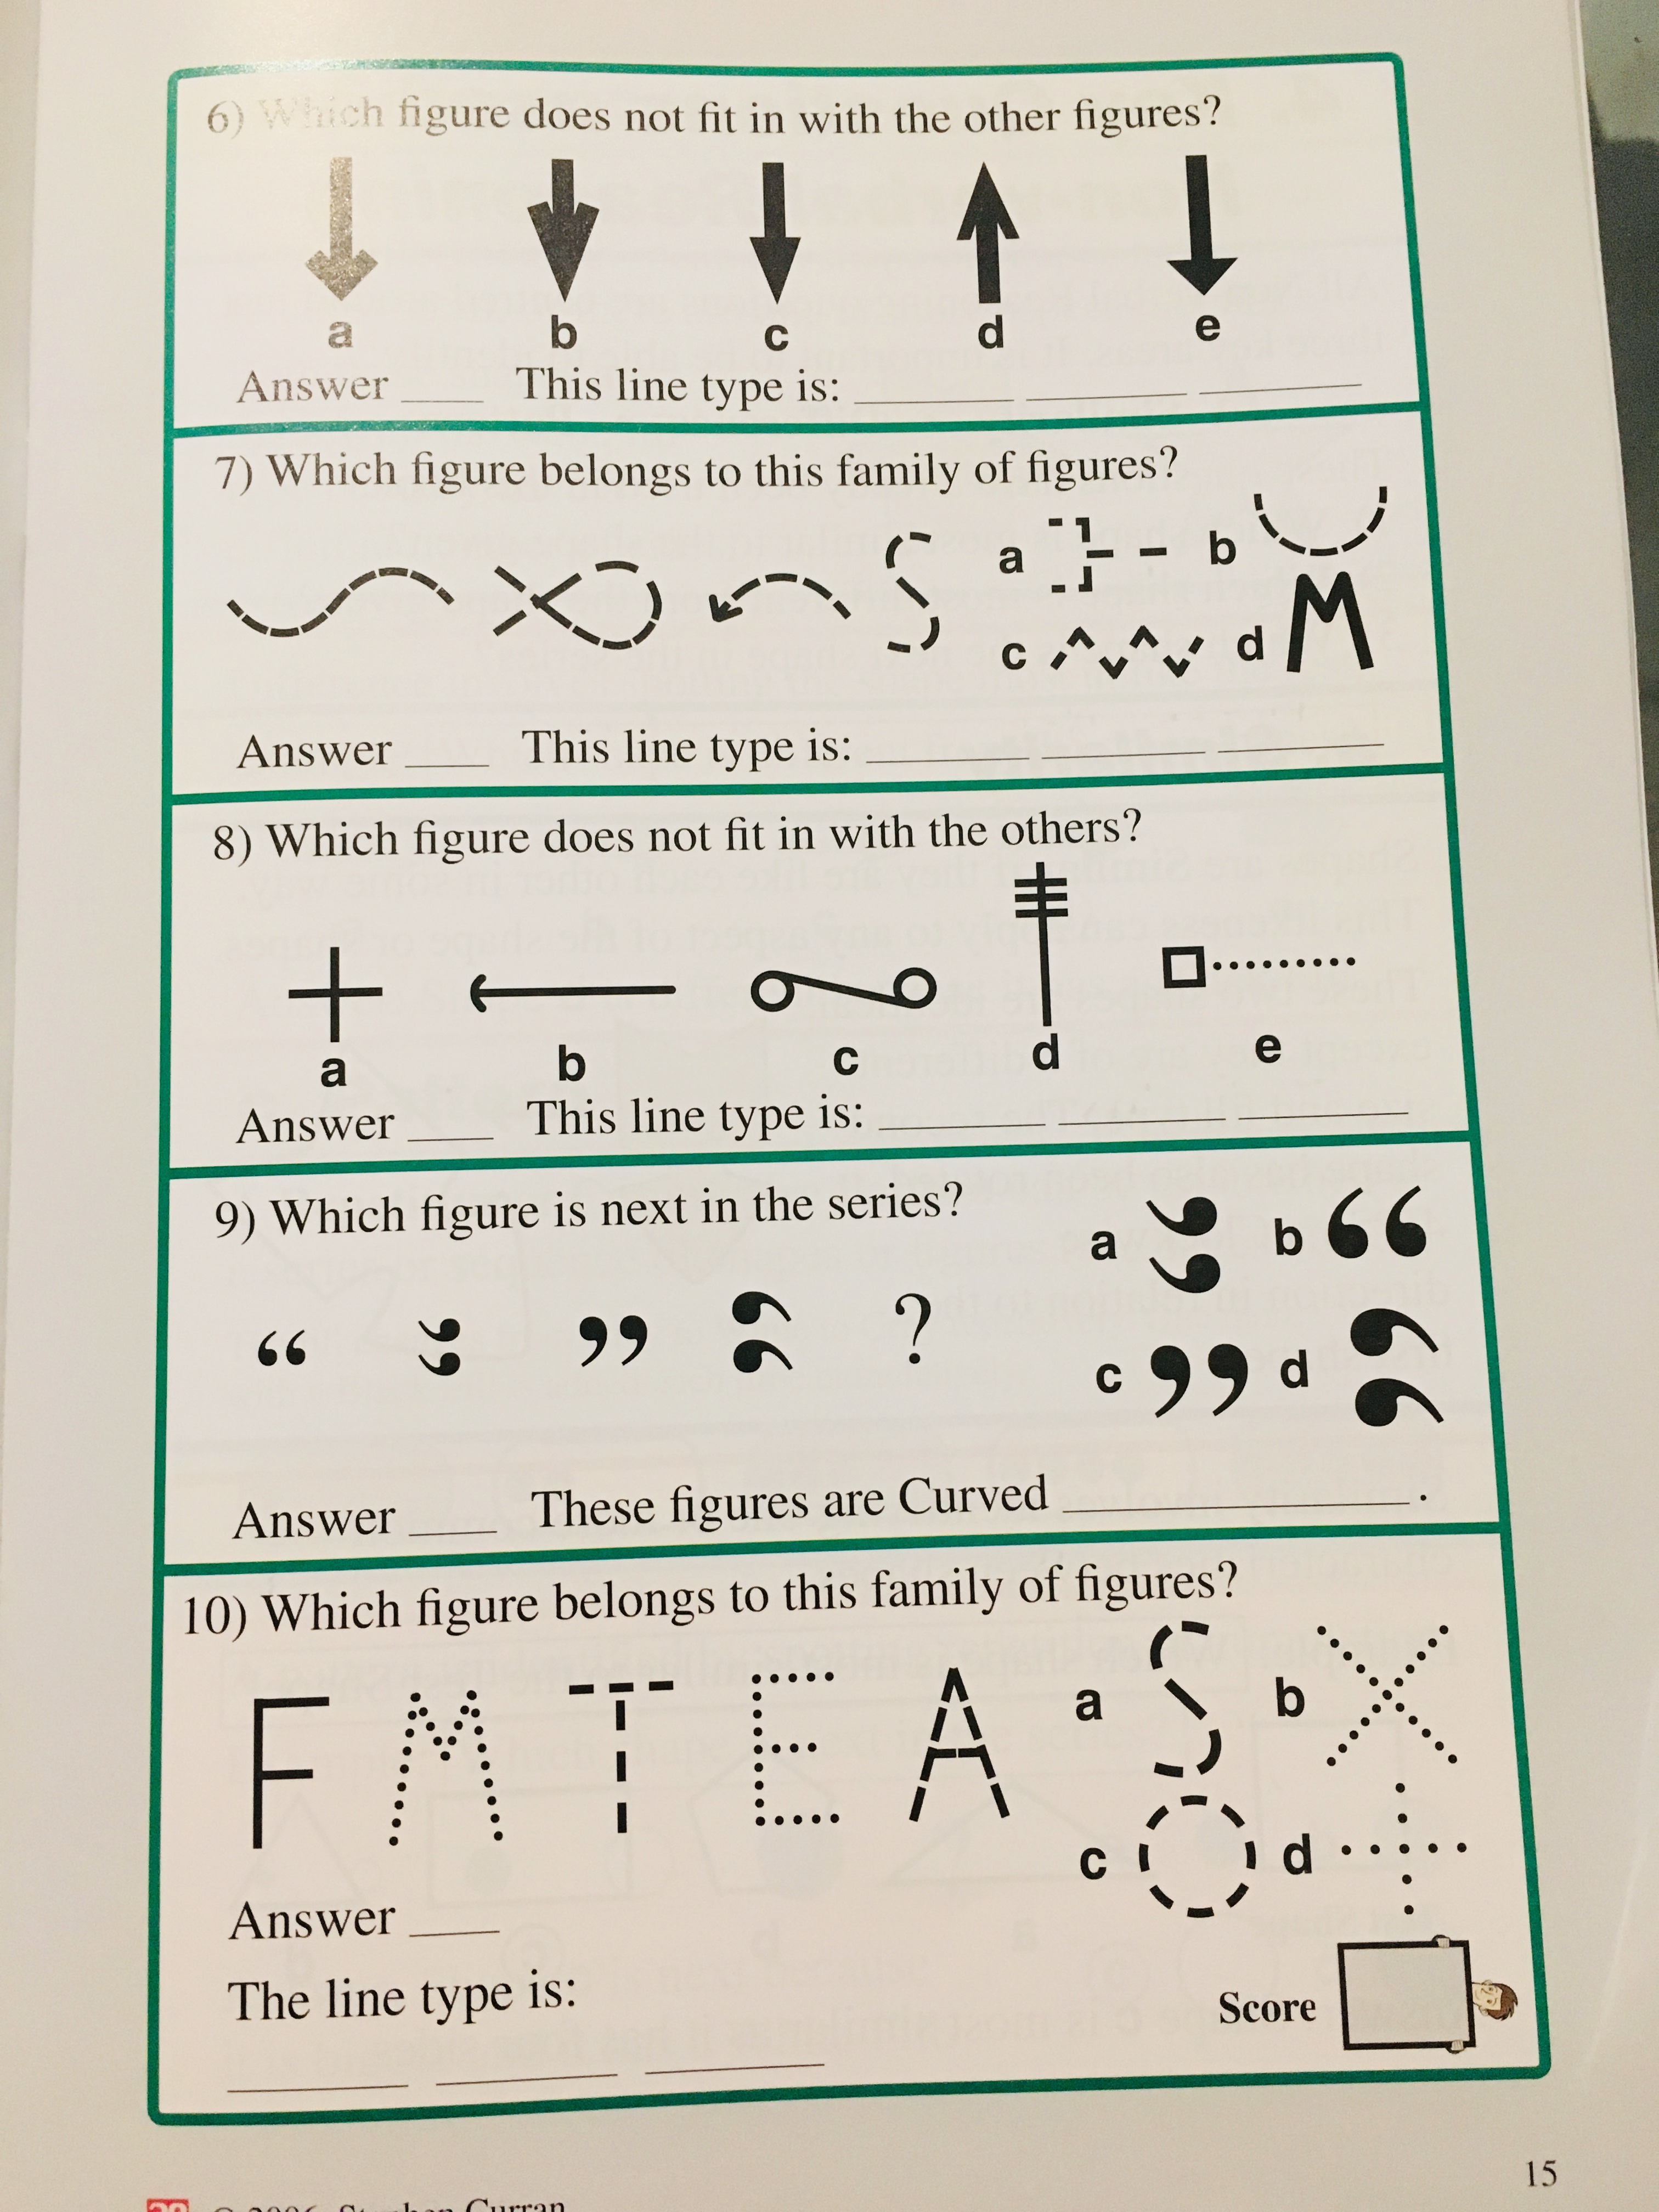 6) Which figure does not fit in with the other figures?
a b c d e
Answer ____ This line type is: ________ ________ ________
7) Which figure belongs to this family of figures?
a b
c d
Answer ____ This line type is: ________ ________ ________
8) Which figure does not fit in with the others?
a b c d e
Answer ____ This line type is: ________ ________ ________
9) Which figure is next in the series?
a b
“ ” ?
c d
Answer ____ These figures are Curved ________________.
10) Which figure belongs to this family of figures?
F M T E A
a S b X
c d
Answer ____
The line type is:
________ ________ ________
Score
15
28 © 2006 Stephen Curran